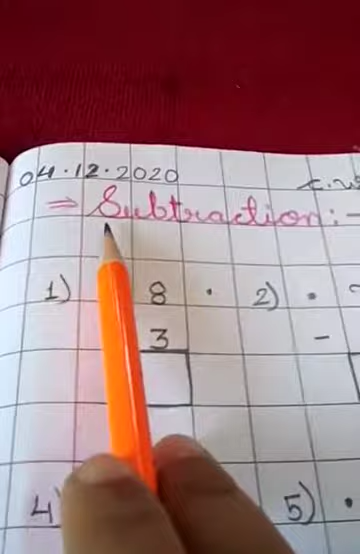 04.12.2020
⇒ Subtraction:-
1) 8 2)
3 -
4) 5)